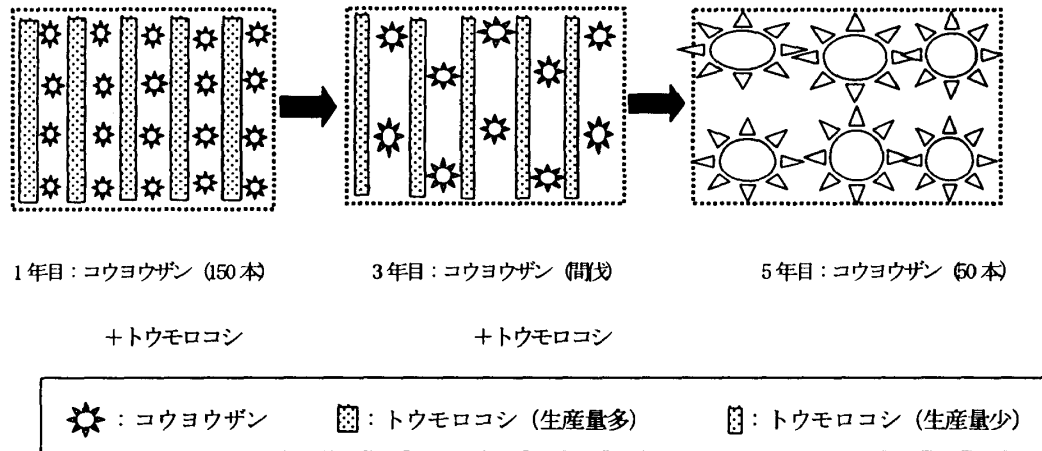 1年目：コウヨウザン（150本） 3年目：コウヨウザン（間伐） 5年目：コウヨウザン（50本）
＋トウモロコシ ＋トウモロコシ
：コウヨウザン ：トウモロコシ（生産量多） ：トウモロコシ（生産量少）